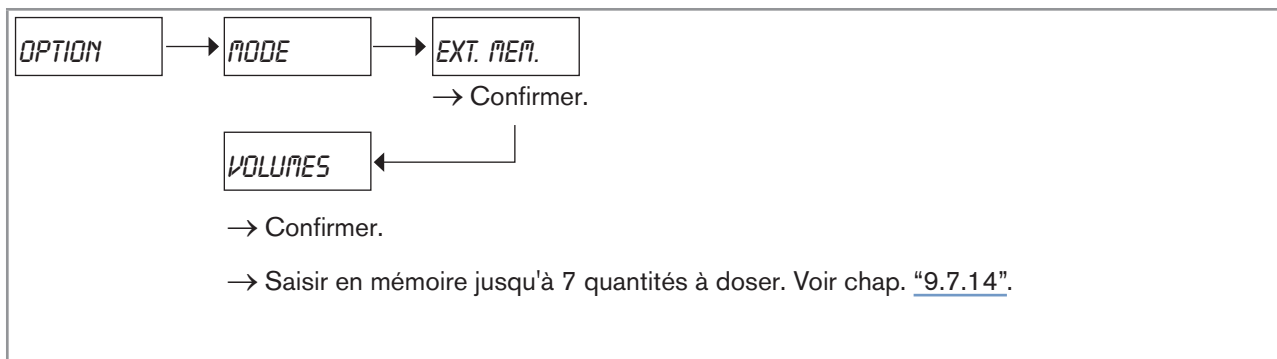 OPTION → MODE → EXT. MEM.
→ Confirmer.
VOLUMES
→ Confirmer.
→ Saisir en mémoire jusqu'à 7 quantités à doser. Voir chap. “9.7.14”.